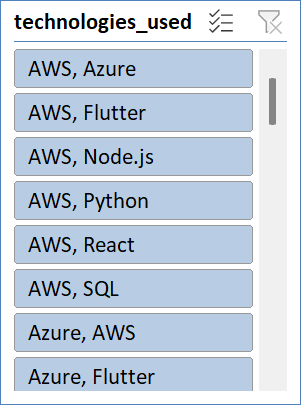 technologies_used
AWS, Azure
AWS, Flutter
AWS, Node.js
AWS, Python
AWS, React
AWS, SQL
Azure, AWS
Azure, Flutter